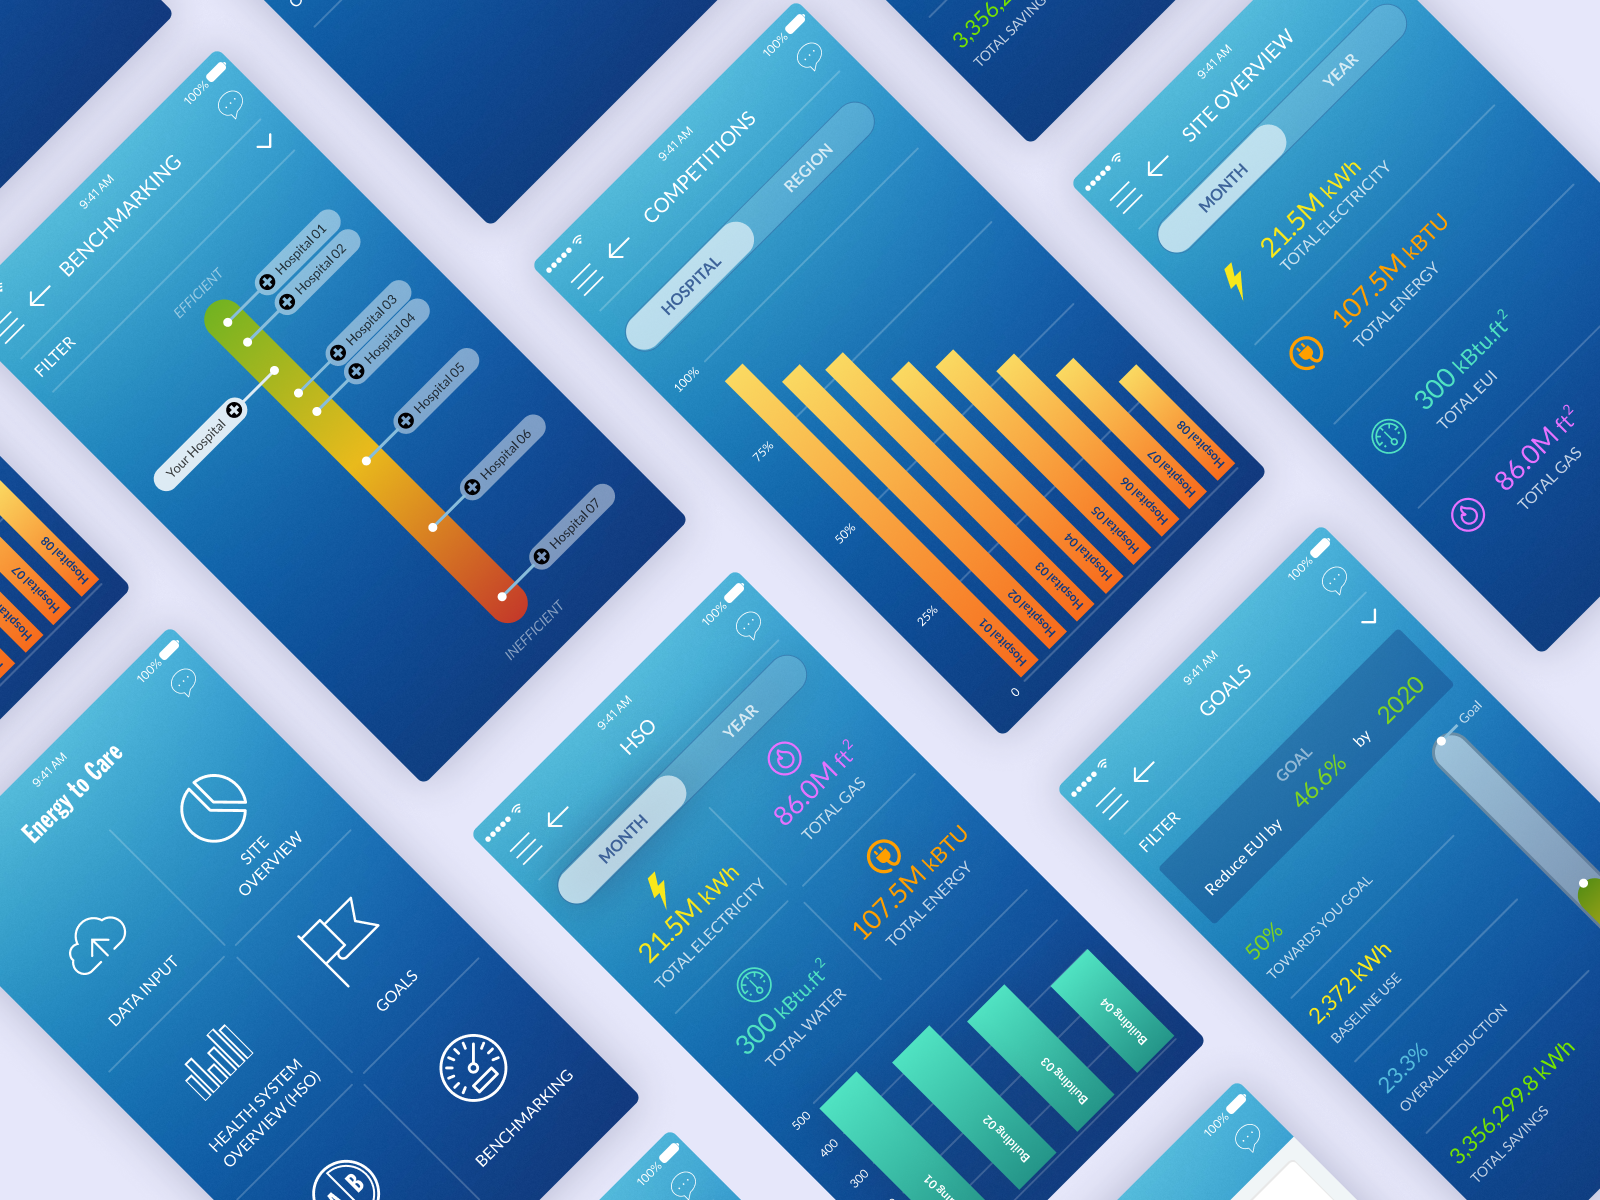 100%
9:41 AM
BENCHMARKING
FILTER
EFFICIENT
Hospital 01
Hospital 02
Hospital 03
Hospital 04
Hospital 05
Hospital 06
Hospital 07
Your Hospital
INEFFICIENT
100%
9:41 AM
COMPETITIONS
HOSPITAL
REGION
100%
75%
50%
25%
0
Hospital 01
Hospital 02
Hospital 03
Hospital 04
Hospital 05
Hospital 06
Hospital 07
Hospital 08
TOTAL SAVINGS
9:41 AM
SITE OVERVIEW
MONTH
YEAR
21.5M kWh
TOTAL ELECTRICITY
107.5M kBTU
TOTAL ENERGY
300 kBtu.ft²
TOTAL EUI
86.0M ft²
TOTAL GAS
Hospital 08
Hospital 07
100%
9:41 AM
Energy to Care
SITE
OVERVIEW
DATA INPUT
GOALS
HEALTH SYSTEM
OVERVIEW (HSO)
BENCHMARKING
A B
100%
9:41 AM
HSO
MONTH
YEAR
21.5M kWh
TOTAL ELECTRICITY
86.0M ft²
TOTAL GAS
300 kBtu.ft²
TOTAL WATER
107.5M kBTU
TOTAL ENERGY
500
400
300
Building 02
Building 03
Building 04
100%
9:41 AM
GOALS
FILTER
GOAL
Reduce EUI by 46.6% by 2020
Goal
50%
TOWARDS YOU GOAL
2,372 kWh
BASELINE USE
23.3%
OVERALL REDUCTION
3,356,299.8 kWh
TOTAL SAVINGS
100%
100%